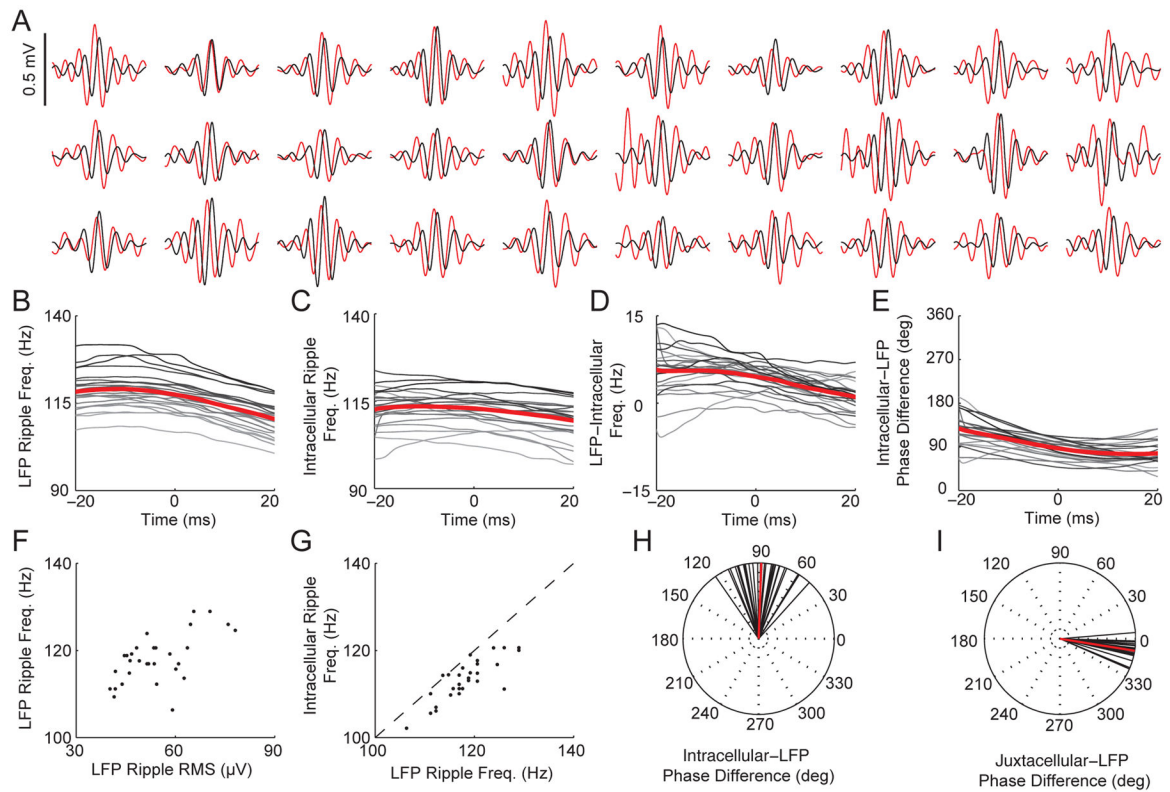 A
0.5 mV
B
LFP Ripple Freq. (Hz)
140
115
90
−20
0
20
Time (ms)
C
Intracellular Ripple
Freq. (Hz)
140
115
90
−20
0
20
Time (ms)
D
LFP−Intracellular
Freq. (Hz)
15
0
−15
−20
0
20
Time (ms)
E
Intracellular−LFP
Phase Difference (deg)
360
270
180
90
0
−20
0
20
Time (ms)
F
LFP Ripple Freq. (Hz)
140
120
100
30
60
90
LFP Ripple RMS (µV)
G
Intracellular Ripple
Freq. (Hz)
140
120
100
100
120
140
LFP Ripple Freq. (Hz)
H
90
60
30
0
330
300
270
240
210
180
150
120
Intracellular−LFP
Phase Difference (deg)
I
90
60
30
0
330
300
270
240
210
180
150
120
Juxtacellular−LFP
Phase Difference (deg)